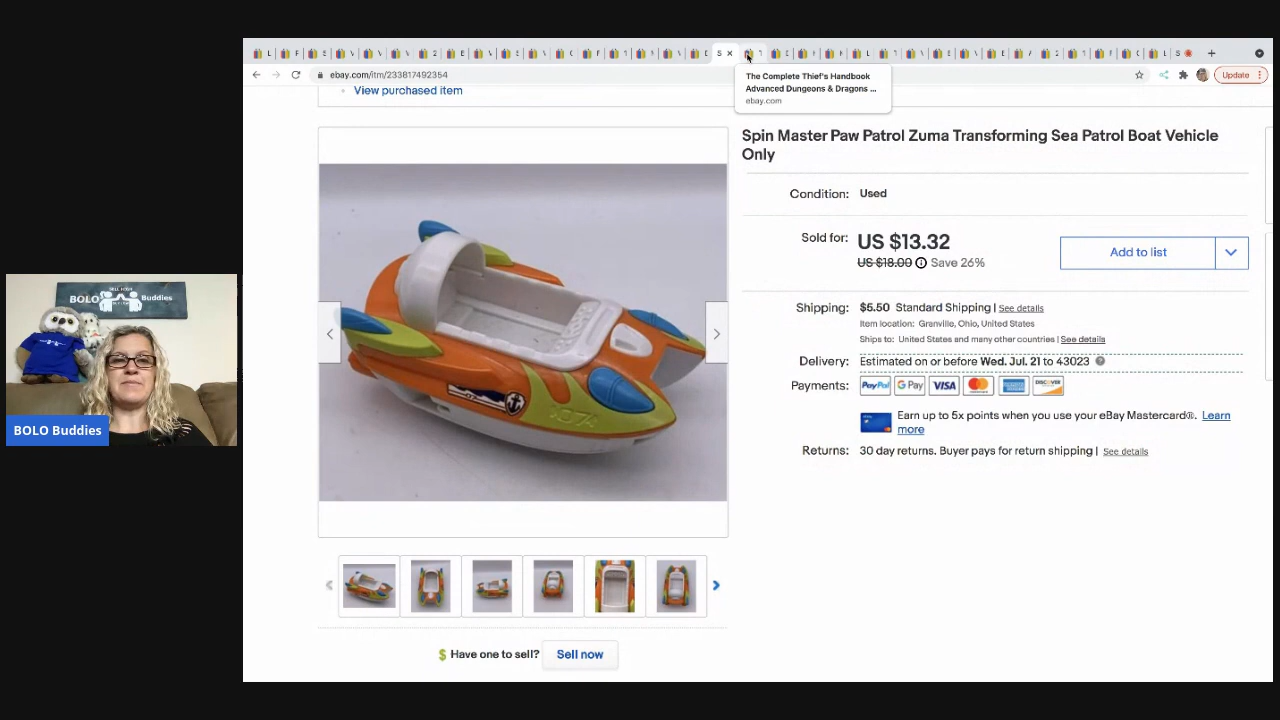 ebay.com/itm/233817492354
Update
The Complete Thief's Handbook
Advanced Dungeons & Dragons ...
ebay.com
View purchased item
Spin Master Paw Patrol Zuma Transforming Sea Patrol Boat Vehicle
Only
Condition: Used
Sold for: US $13.32
US $18.00 Save 26%
Add to list
Shipping: $5.50 Standard Shipping | See details
Item location: Granville, Ohio, United States
Ships to: United States and many other countries | See details
Delivery: Estimated on or before Wed. Jul. 21 to 43023
Payments: PayPal G Pay VISA
DISCOVER
Earn up to 5x points when you use your eBay Mastercard®. Learn
more
Returns: 30 day returns. Buyer pays for return shipping | See details
BOLO Buddies
BOLO Buddies
$ Have one to sell? Sell now